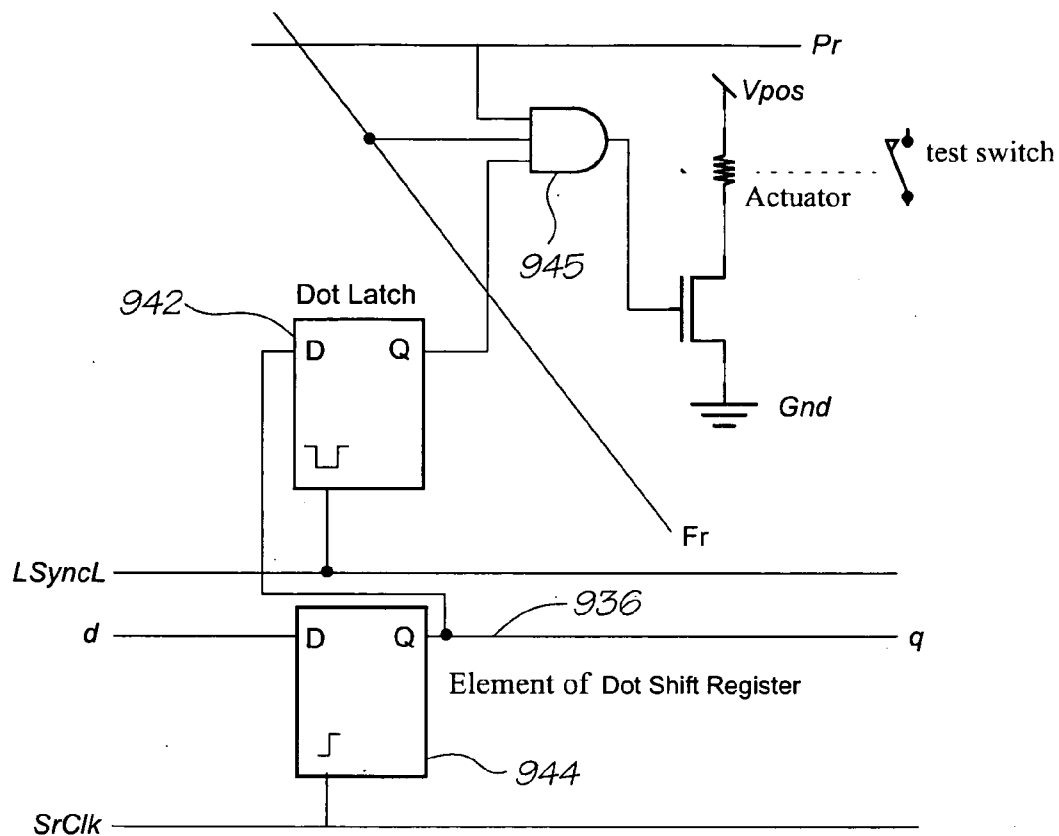 Pr
Vpos
test switch
Actuator
945
942
Dot Latch
D Q
Gnd
Fr
LSyncL
936
d
D Q
q
Element of Dot Shift Register
944
SrClk